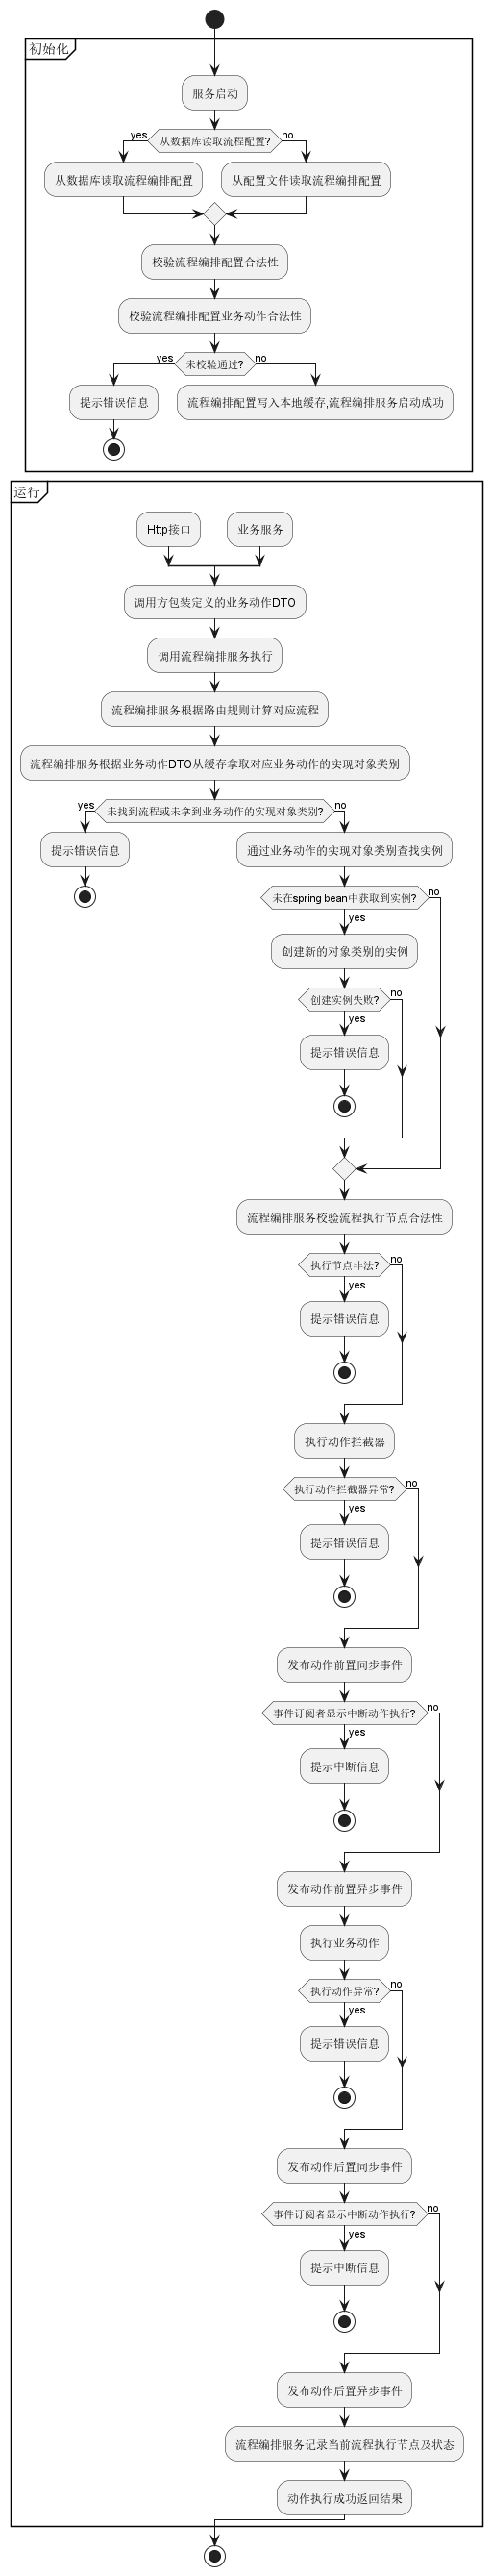 初始化
服务启动
从数据库读取流程配置?
yes
no
从数据库读取流程编排配置
从配置文件读取流程编排配置
校验流程编排配置合法性
校验流程编排配置业务动作合法性
未校验通过?
yes
no
提示错误信息
流程编排配置写入本地缓存,流程编排服务启动成功
运行
Http接口
业务服务
调用方包装定义的业务动作DTO
调用流程编排服务执行
流程编排服务根据路由规则计算对应流程
流程编排服务根据业务动作DTO从缓存拿取对应业务动作的实现对象类别
未找到流程或未拿到业务动作的实现对象类别?
yes
no
提示错误信息
通过业务动作的实现对象类别查找实例
未在spring bean中获取到实例?
no
yes
创建新的对象类别的实例
创建实例失败?
no
yes
提示错误信息
流程编排服务校验流程执行节点合法性
执行节点非法?
no
yes
提示错误信息
执行动作拦截器
执行动作拦截器异常?
no
yes
提示错误信息
发布动作前置同步事件
事件订阅者显示中断动作执行?
no
yes
提示中断信息
发布动作前置异步事件
执行业务动作
执行动作异常?
no
yes
提示错误信息
发布动作后置同步事件
事件订阅者显示中断动作执行?
no
yes
提示中断信息
发布动作后置异步事件
流程编排服务记录当前流程执行节点及状态
动作执行成功返回结果